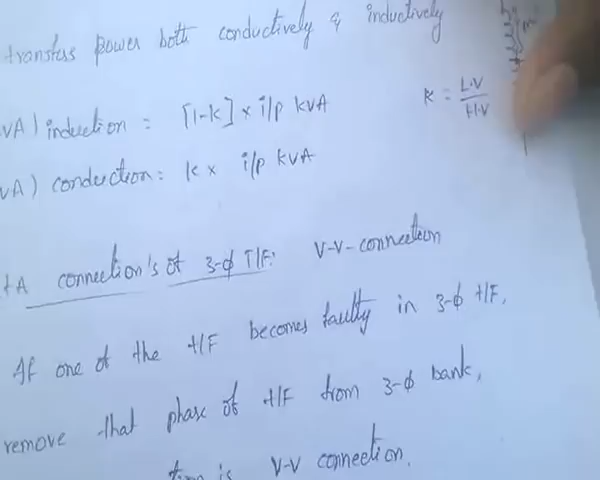 transfers power both conductively & inductively
VA) induction = [1-K] × i/p kVA
K = L.V / H.V
VA) conduction = K × i/p kVA
connection's of 3-ϕ T/F: V-V-connection
If one of the t/F becomes faulty in 3-ϕ t/F,
remove that phase of t/F from 3-ϕ bank,
is V-V connection.